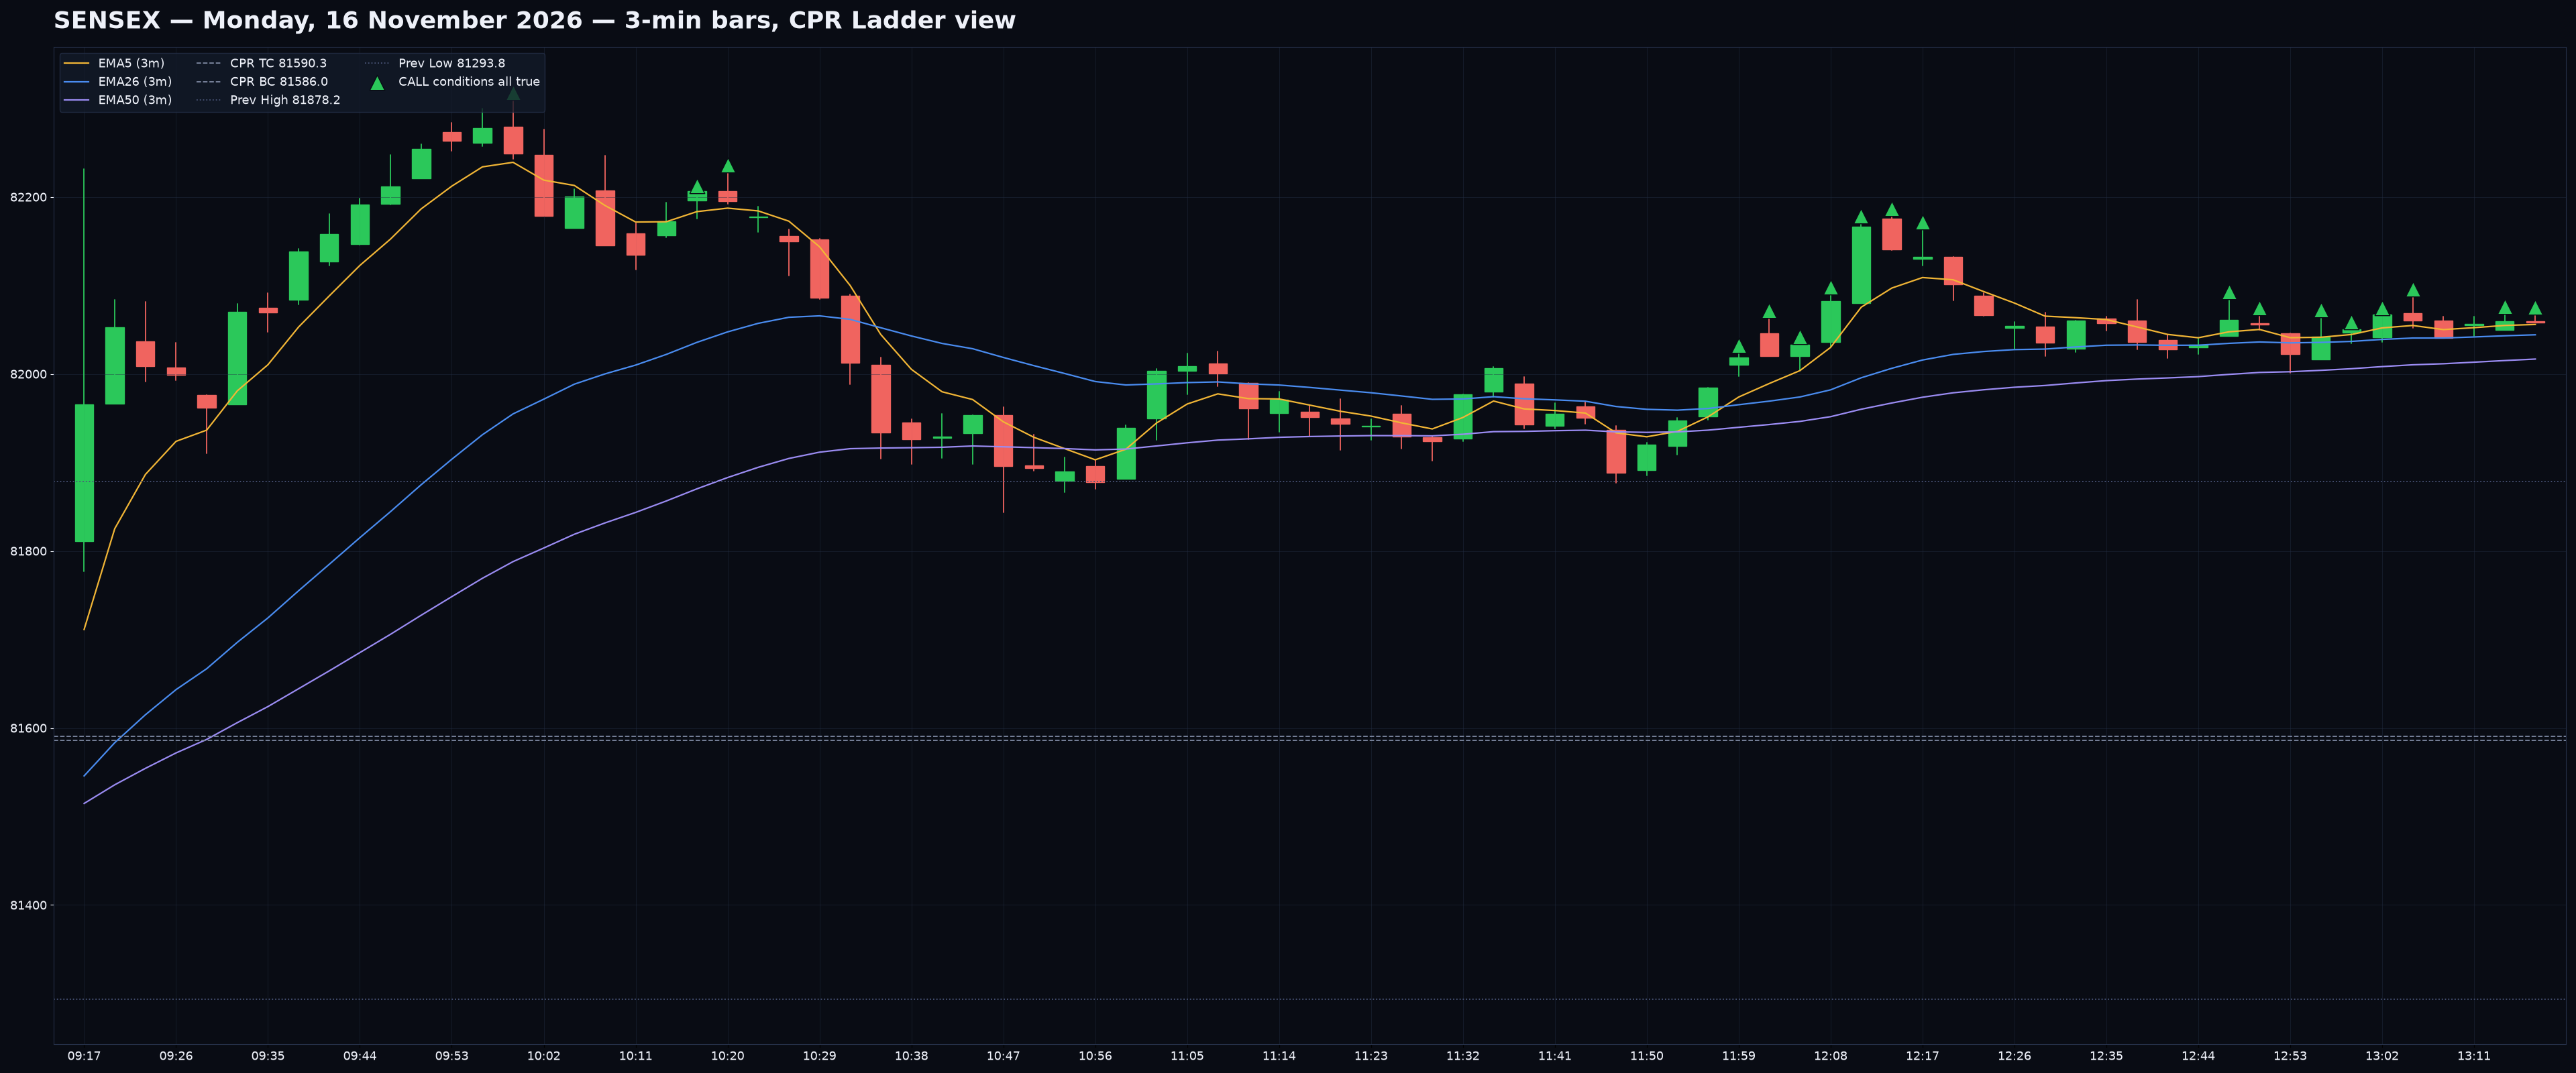 SENSEX — Monday, 16 November 2026 — 3-min bars, CPR Ladder view
EMA5 (3m)
EMA26 (3m)
EMA50 (3m)
CPR TC 81590.3
CPR BC 81586.0
Prev High 81878.2
Prev Low 81293.8
CALL conditions all true
82200
82000
81800
81600
81400
09:17 09:26 09:35 09:44 09:53 10:02 10:11 10:20 10:29 10:38 10:47 10:56 11:05 11:14 11:23 11:32 11:41 11:50 11:59 12:08 12:17 12:26 12:35 12:44 12:53 13:02 13:11